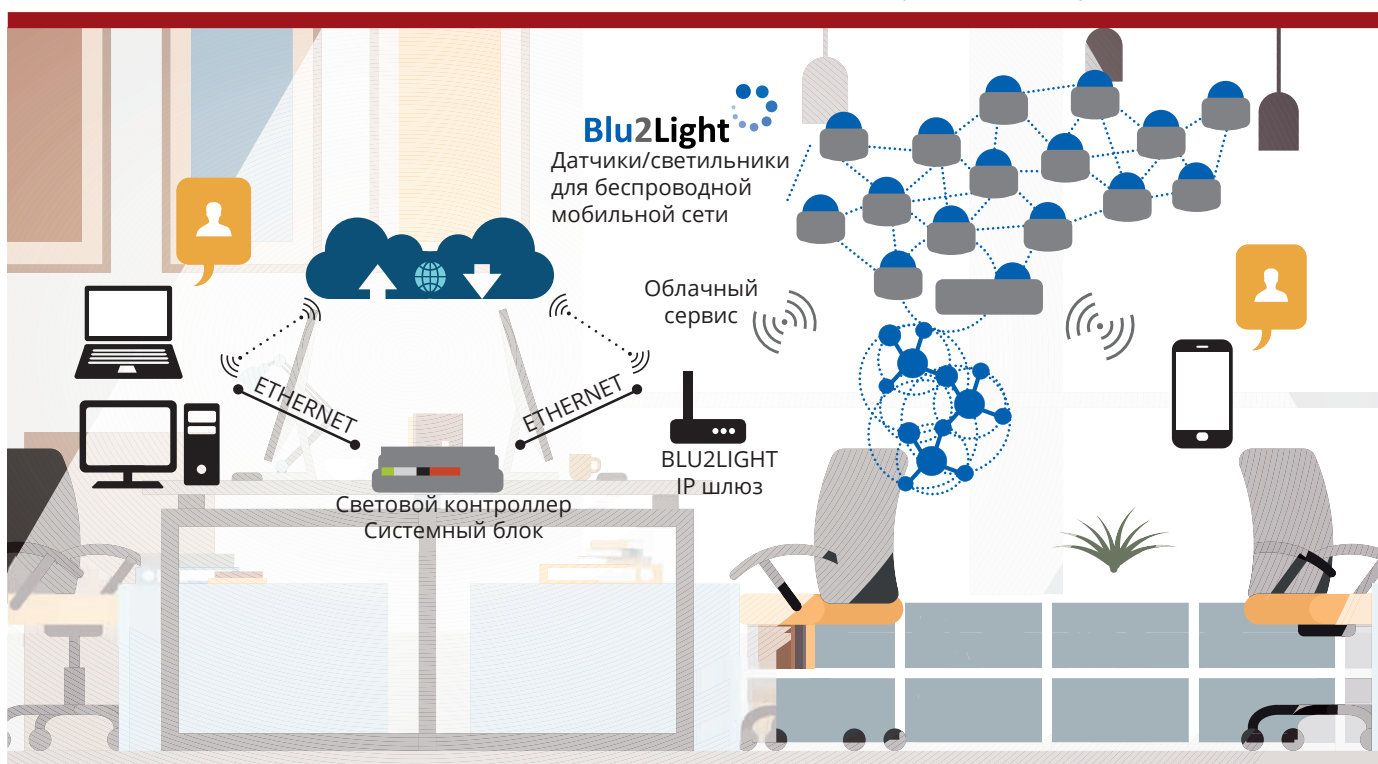 Blu2Light
Датчики/светильники
для беспроводной
мобильной сети
Облачный
сервис
ETHERNET
ETHERNET
BLU2LIGHT
IP шлюз
Световой контроллер
Системный блок